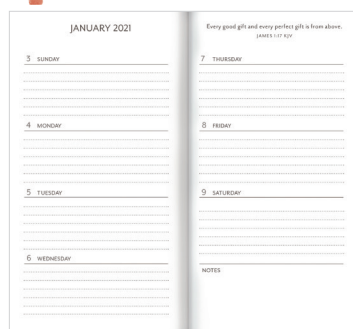 JANUARY 2021
3 SUNDAY
4 MONDAY
5 TUESDAY
6 WEDNESDAY
Every good gift and every perfect gift is from above.
JAMES 1:17 KJV
7 THURSDAY
8 FRIDAY
9 SATURDAY
NOTES